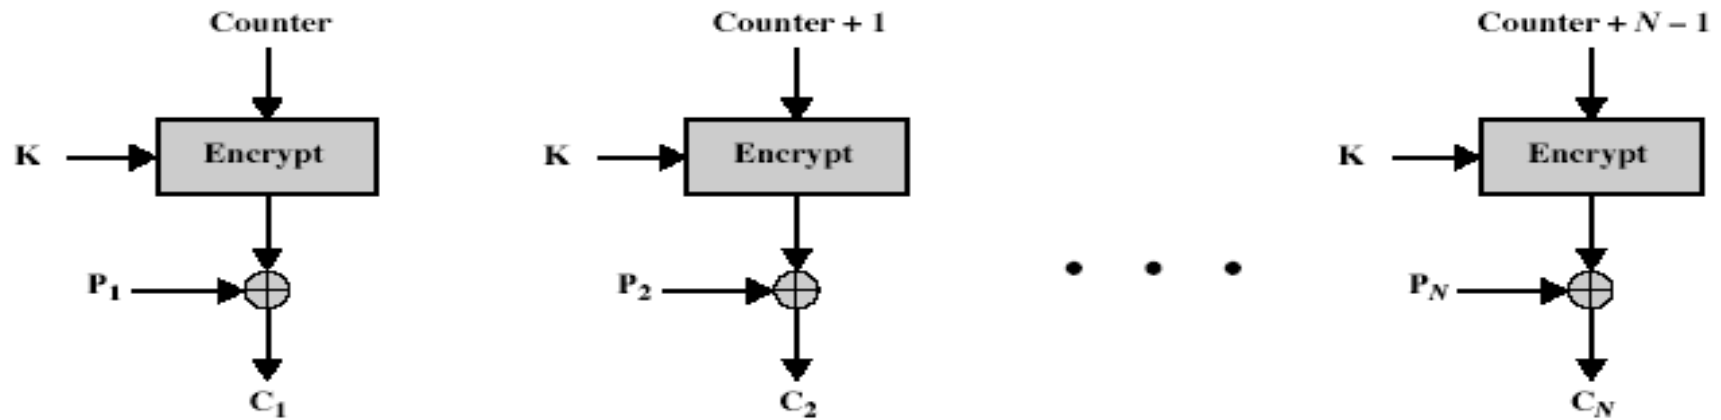 Counter Counter + 1 Counter + N – 1
K Encrypt K Encrypt K Encrypt
P1 P2 PN
C1 C2 CN